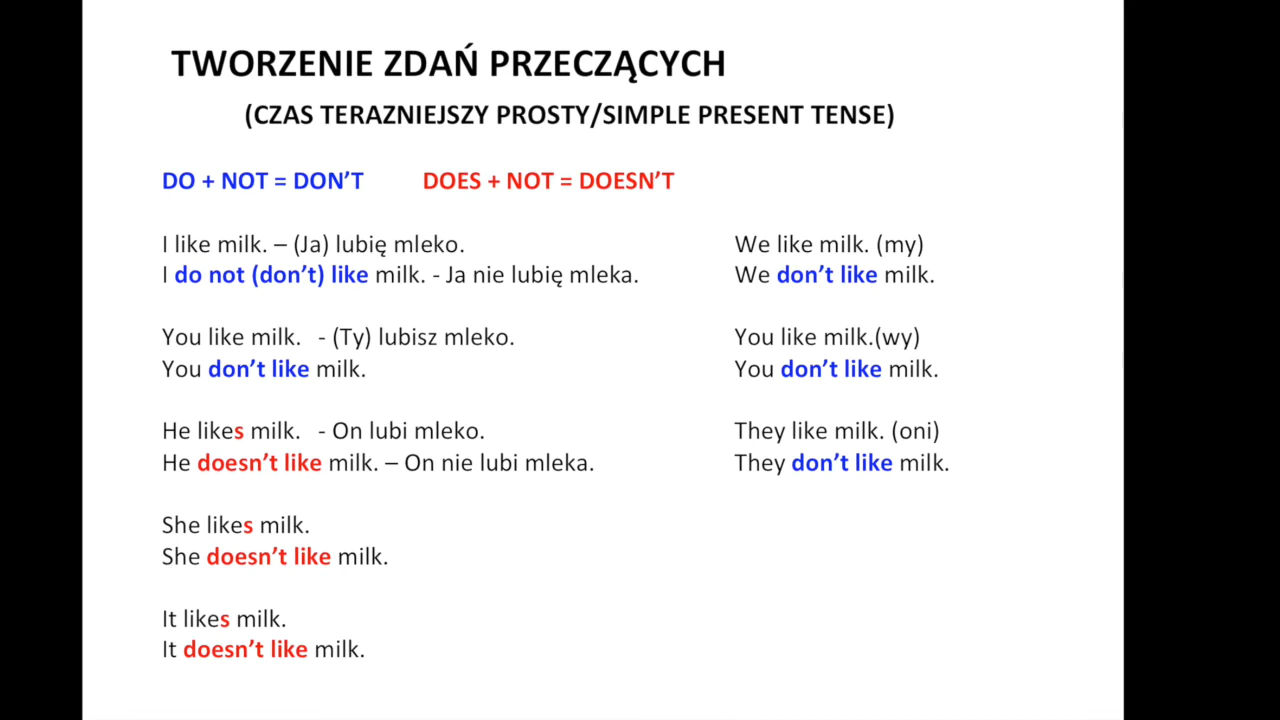 TWORZENIE ZDAŃ PRZECZĄCYCH
(CZAS TERAZNIEJSZY PROSTY/SIMPLE PRESENT TENSE)
DO + NOT = DON’T DOES + NOT = DOESN’T
I like milk. – (Ja) lubię mleko.
I do not (don’t) like milk. - Ja nie lubię mleka.
You like milk. - (Ty) lubisz mleko.
You don’t like milk.
He likes milk. - On lubi mleko.
He doesn’t like milk. – On nie lubi mleka.
She likes milk.
She doesn’t like milk.
It likes milk.
It doesn’t like milk.
We like milk. (my)
We don’t like milk.
You like milk.(wy)
You don’t like milk.
They like milk. (oni)
They don’t like milk.